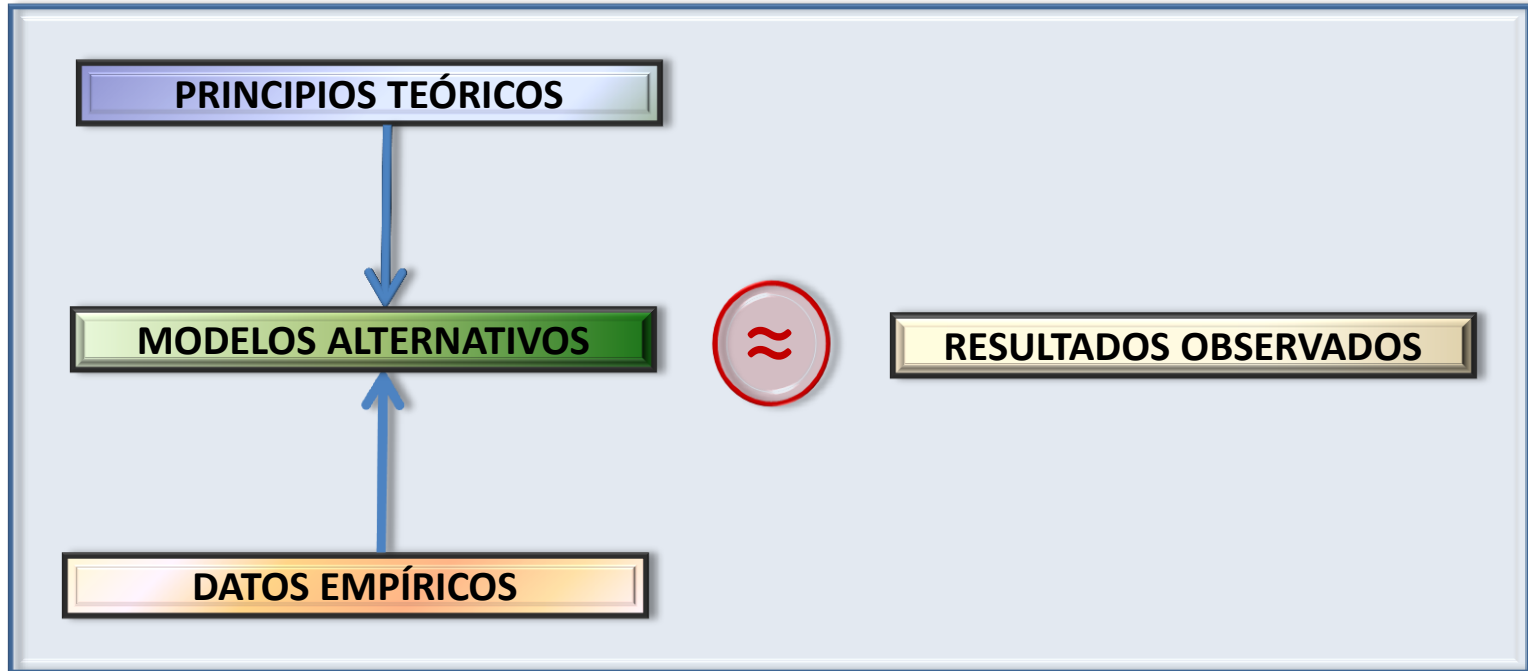 PRINCIPIOS TEÓRICOS
MODELOS ALTERNATIVOS
≈
RESULTADOS OBSERVADOS
DATOS EMPÍRICOS